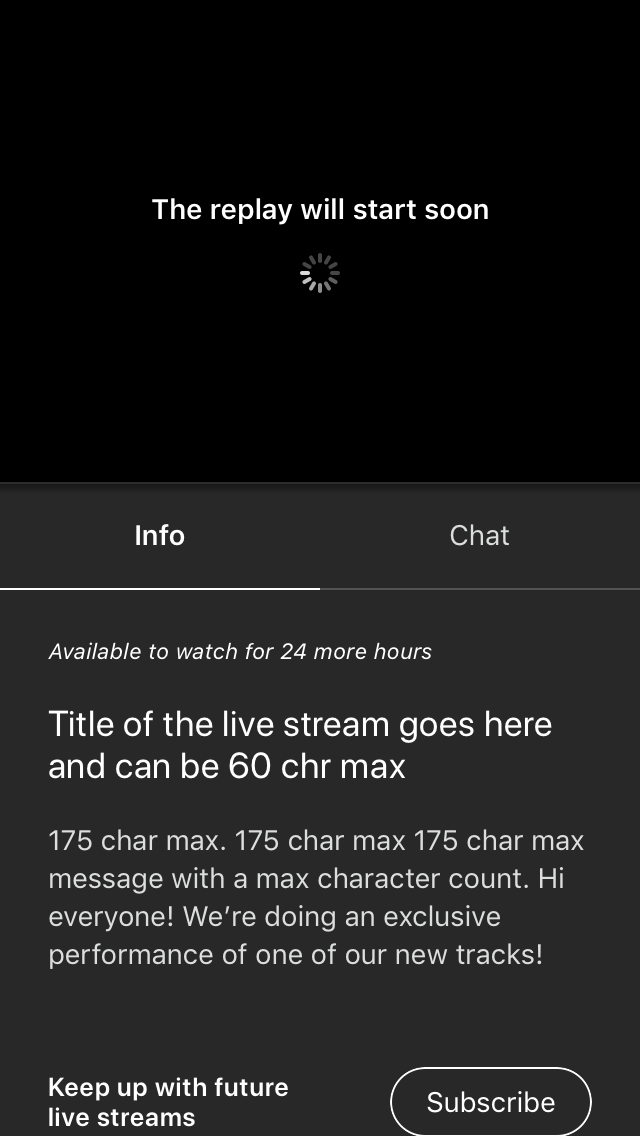 The replay will start soon
Info
Chat
Available to watch for 24 more hours
Title of the live stream goes here
and can be 60 chr max
175 char max. 175 char max 175 char max
message with a max character count. Hi
everyone! We’re doing an exclusive
performance of one of our new tracks!
Keep up with future
live streams
Subscribe